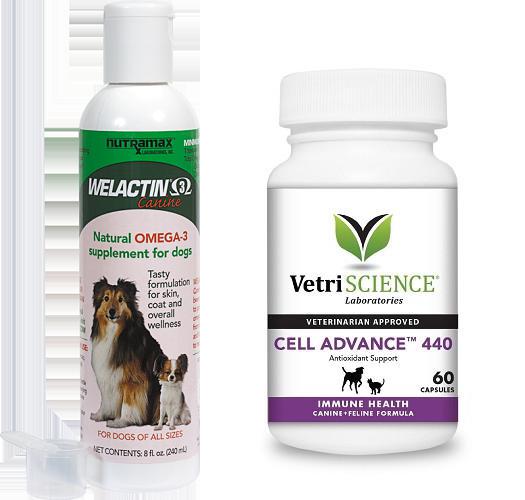 nutramax
LABORATORIES, INC.
WELACTIN 3
Canine
Natural OMEGA-3
supplement for dogs
Tasty
formulation
for skin,
coat and
overall
wellness
FOR DOGS OF ALL SIZES
NET CONTENTS: 8 fl. oz. (240 mL)
VetriSCIENCE®
Laboratories
VETERINARIAN APPROVED
CELL ADVANCE™ 440
Antioxidant Support
60
CAPSULES
IMMUNE HEALTH
CANINE+FELINE FORMULA